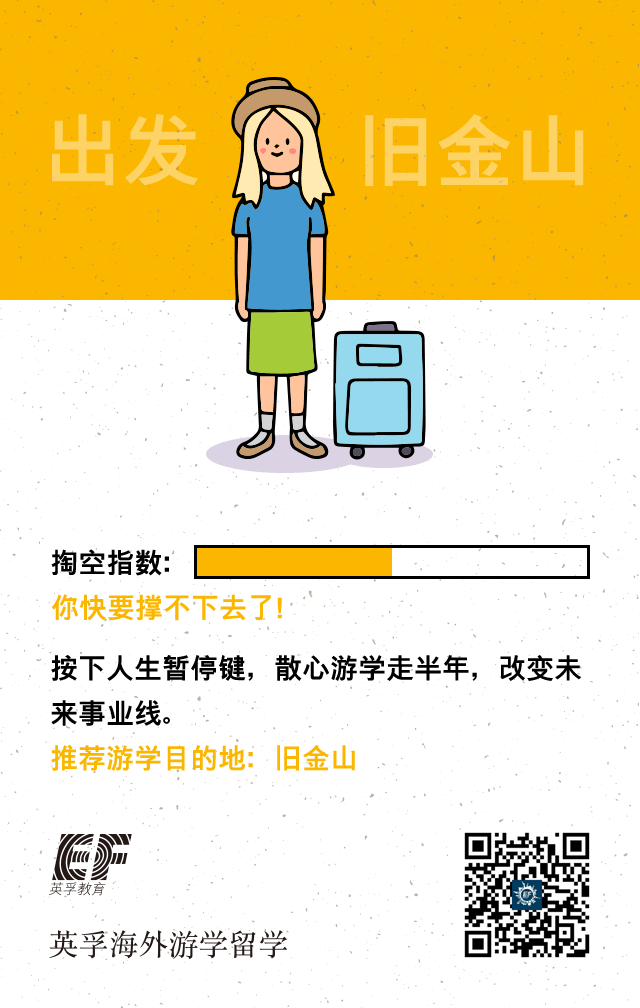 出发 旧金山
掏空指数：
你快要撑不下去了！
按下人生暂停键，散心游学走半年，改变未
来事业线。
推荐游学目的地：旧金山
EF
英孚教育
EF
英孚海外游学留学